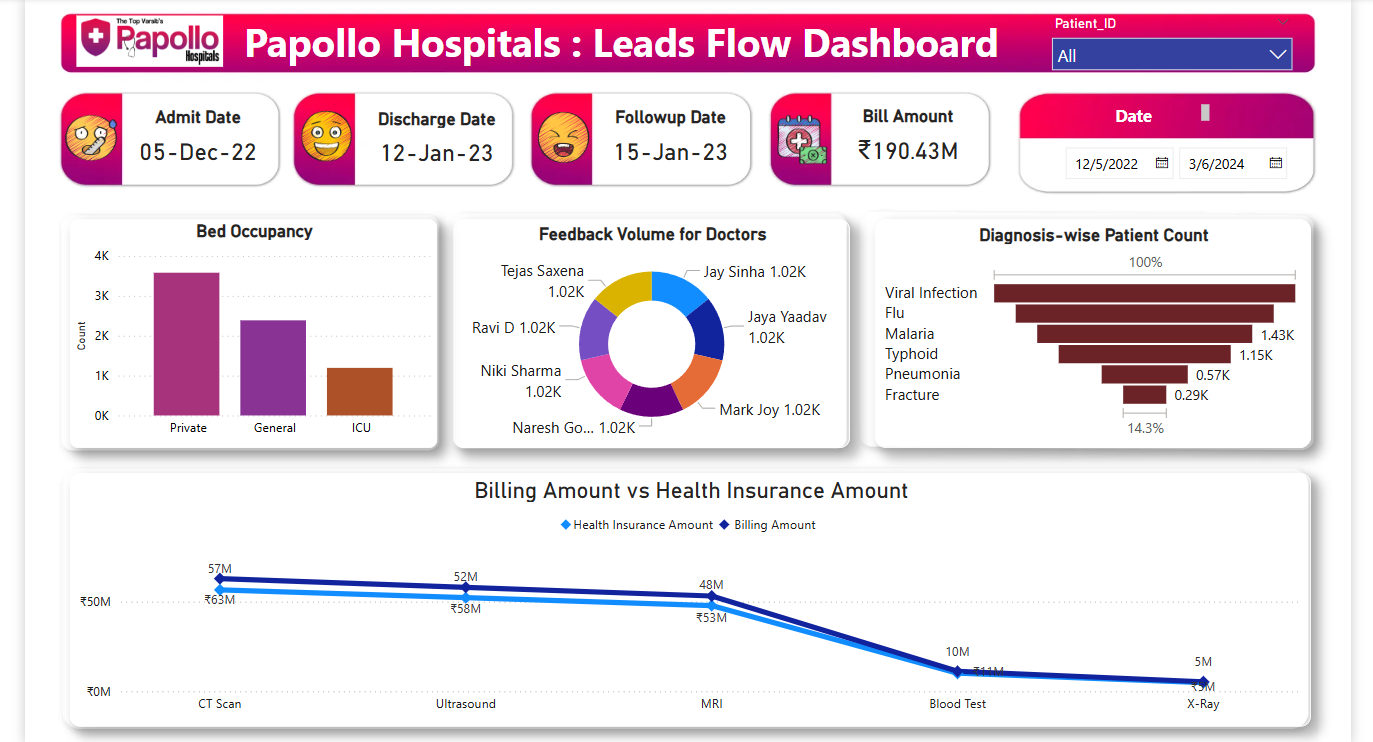 The Top Varab's
Papollo
Hospitals
Papollo Hospitals : Leads Flow Dashboard
Patient_ID
All
Admit Date
05-Dec-22
Discharge Date
12-Jan-23
Followup Date
15-Jan-23
Bill Amount
₹190.43M
Date
12/5/2022
3/6/2024
Bed Occupancy
4K
3K
2K
1K
0K
Count
Private
General
ICU
Feedback Volume for Doctors
Tejas Saxena
1.02K
Jay Sinha 1.02K
Ravi D 1.02K
Jaya Yaadav
1.02K
Niki Sharma
1.02K
Mark Joy 1.02K
Naresh Go... 1.02K
Diagnosis-wise Patient Count
100%
Viral Infection
Flu
Malaria 1.43K
Typhoid 1.15K
Pneumonia 0.57K
Fracture 0.29K
14.3%
Billing Amount vs Health Insurance Amount
Health Insurance Amount Billing Amount
57M
52M
48M
₹50M
₹63M
₹58M
₹53M
10M
₹11M
5M
₹5M
₹0M
CT Scan
Ultrasound
MRI
Blood Test
X-Ray